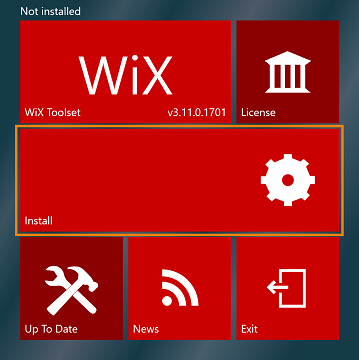 Not installed
WiX
WiX Toolset v3.11.0.1701
License
Install
Up To Date
News
Exit